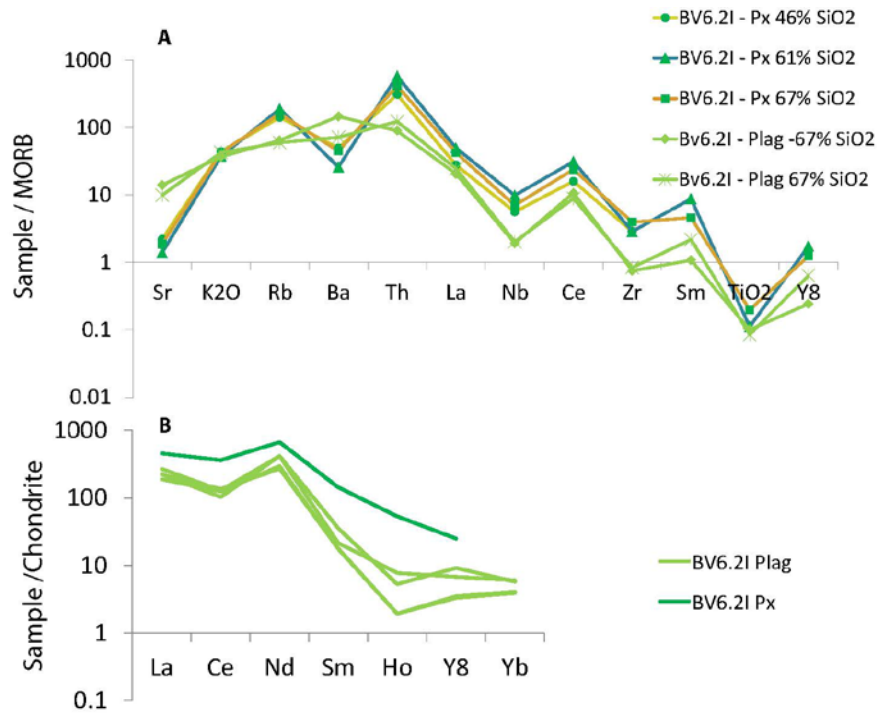 A
BV6.2I - Px 46% SiO2
BV6.2I - Px 61% SiO2
BV6.2I - Px 67% SiO2
Bv6.2I - Plag -67% SiO2
Bv6.2I - Plag 67% SiO2
Sample / MORB
1000
100
10
1
0.1
0.01
Sr K2O Rb Ba Th La Nb Ce Zr Sm TiO2 Y8
B
Sample /Chondrite
1000
100
10
1
0.1
La Ce Nd Sm Ho Y8 Yb
BV6.2I Plag
BV6.2I Px